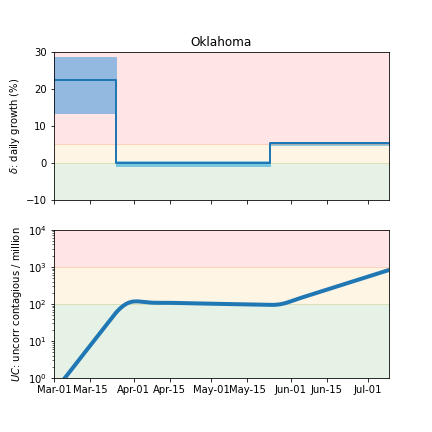 Oklahoma
30
20
10
0
−10
δ: daily growth (%)
10⁴
10³
10²
10¹
10⁰
UC: uncorr contagious / million
Mar-01 Mar-15 Apr-01 Apr-15 May-01 May-15 Jun-01 Jun-15 Jul-01